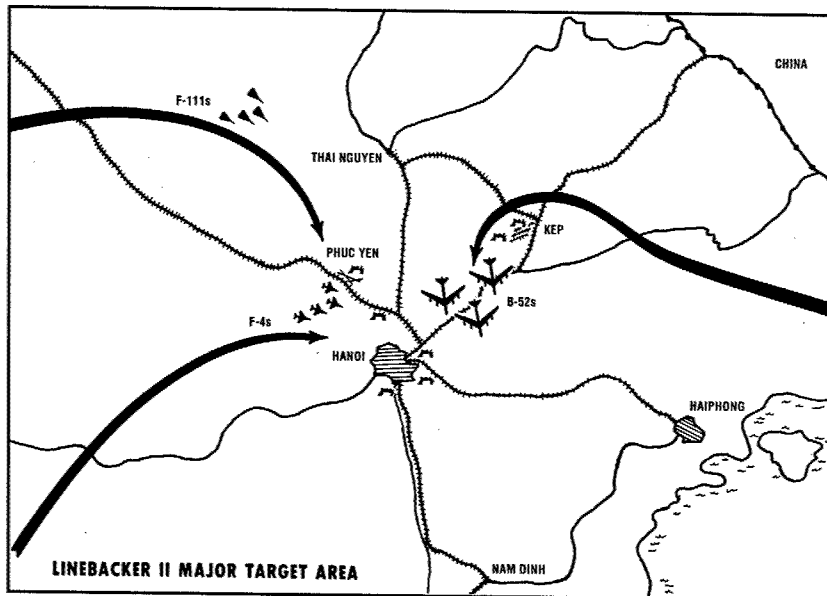 CHINA
F-111s
THAI NGUYEN
KEP
PHUC YEN
B-52s
F-4s
HANOI
HAIPHONG
NAM DINH
LINEBACKER II MAJOR TARGET AREA